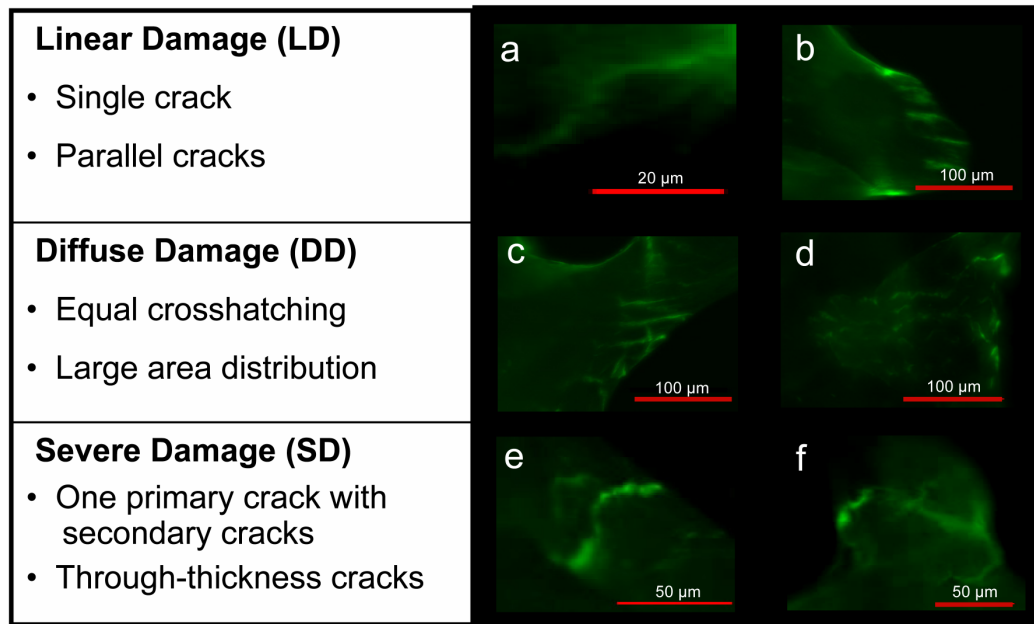 Linear Damage (LD)
• Single crack
• Parallel cracks
a
20 µm
b
100 µm
Diffuse Damage (DD)
• Equal crosshatching
• Large area distribution
c
100 µm
d
100 µm
Severe Damage (SD)
• One primary crack with
secondary cracks
• Through-thickness cracks
e
50 µm
f
50 µm